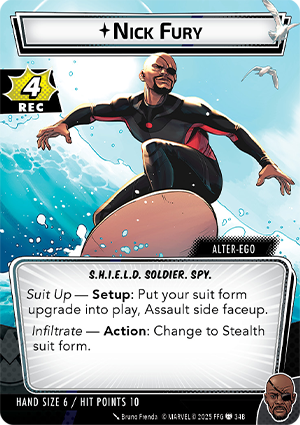 Nick Fury
4
REC
ALTER-EGO
S.H.I.E.L.D. SOLDIER. SPY.
Suit Up — Setup: Put your suit form
upgrade into play, Assault side faceup.
Infiltrate — Action: Change to Stealth
suit form.
HAND SIZE 6 / HIT POINTS 10
Bruno Frenda © MARVEL © 2025 FFG 34B